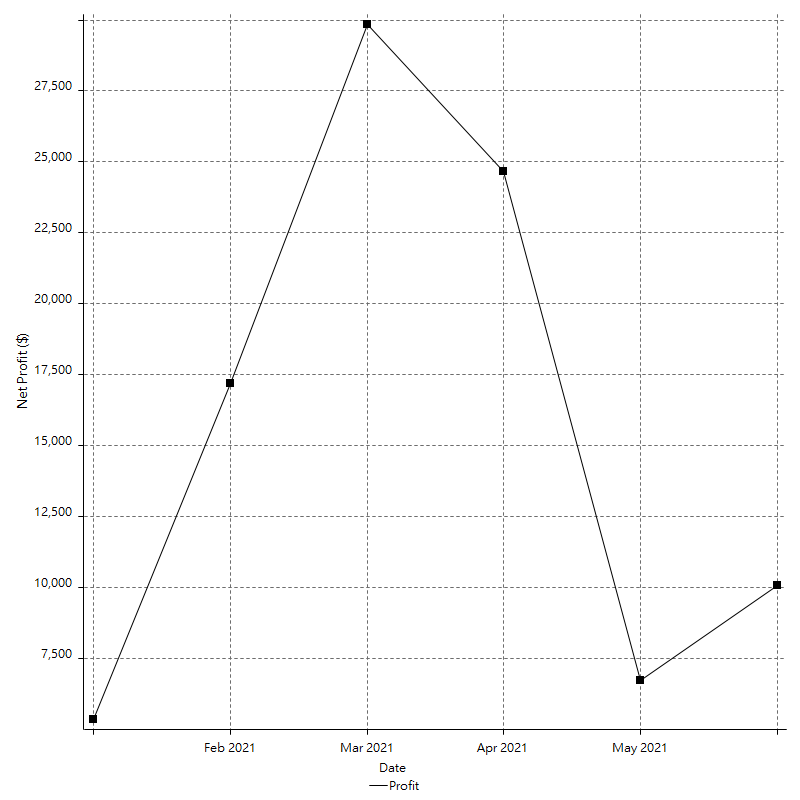 27,500
25,000
22,500
20,000
17,500
15,000
12,500
10,000
7,500
Net Profit ($)
Feb 2021
Mar 2021
Apr 2021
May 2021
Date
Profit